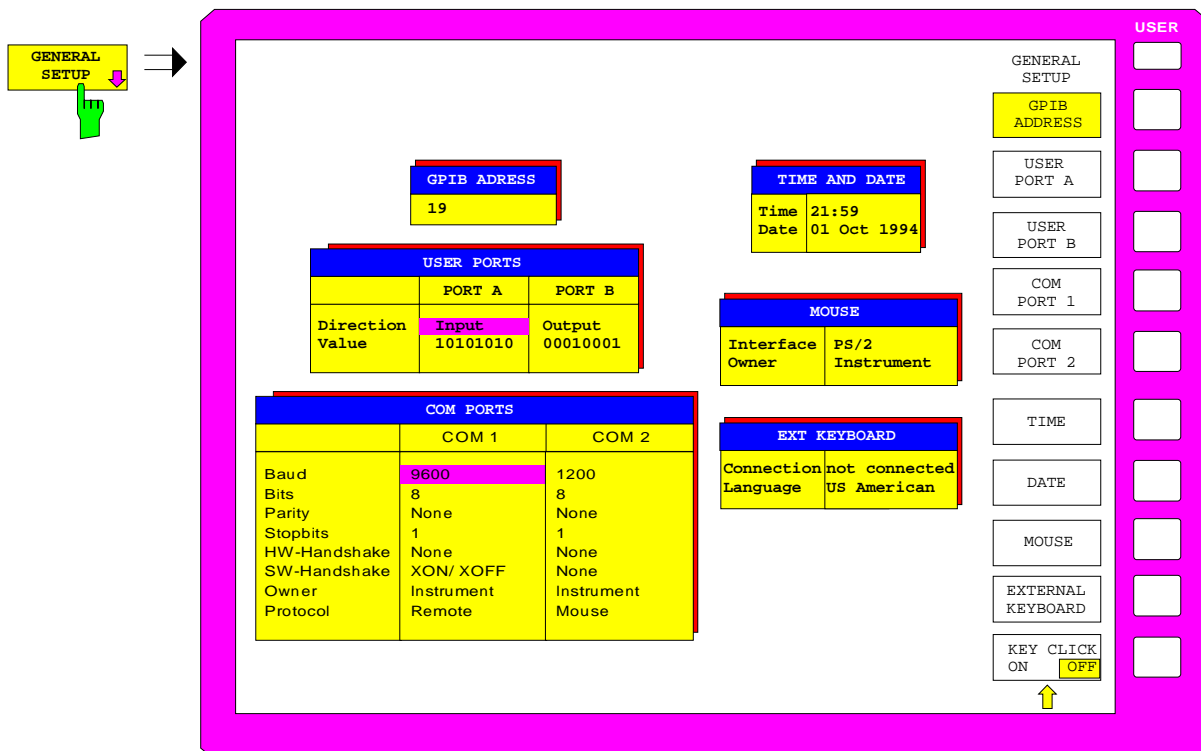 USER
GENERAL
SETUP
GENERAL
SETUP
GPIB
ADDRESS
USER
PORT A
USER
PORT B
COM
PORT 1
COM
PORT 2
TIME
DATE
MOUSE
EXTERNAL
KEYBOARD
KEY CLICK
ON OFF
GPIB ADRESS
19
TIME AND DATE
Time 21:59
Date 01 Oct 1994
USER PORTS
PORT A PORT B
Direction Input Output
Value 10101010 00010001
MOUSE
Interface PS/2
Owner Instrument
COM PORTS
COM 1 COM 2
Baud 9600 1200
Bits 8 8
Parity None None
Stopbits 1 1
HW-Handshake None None
SW-Handshake XON/ XOFF None
Owner Instrument Instrument
Protocol Remote Mouse
EXT KEYBOARD
Connection not connected
Language US American